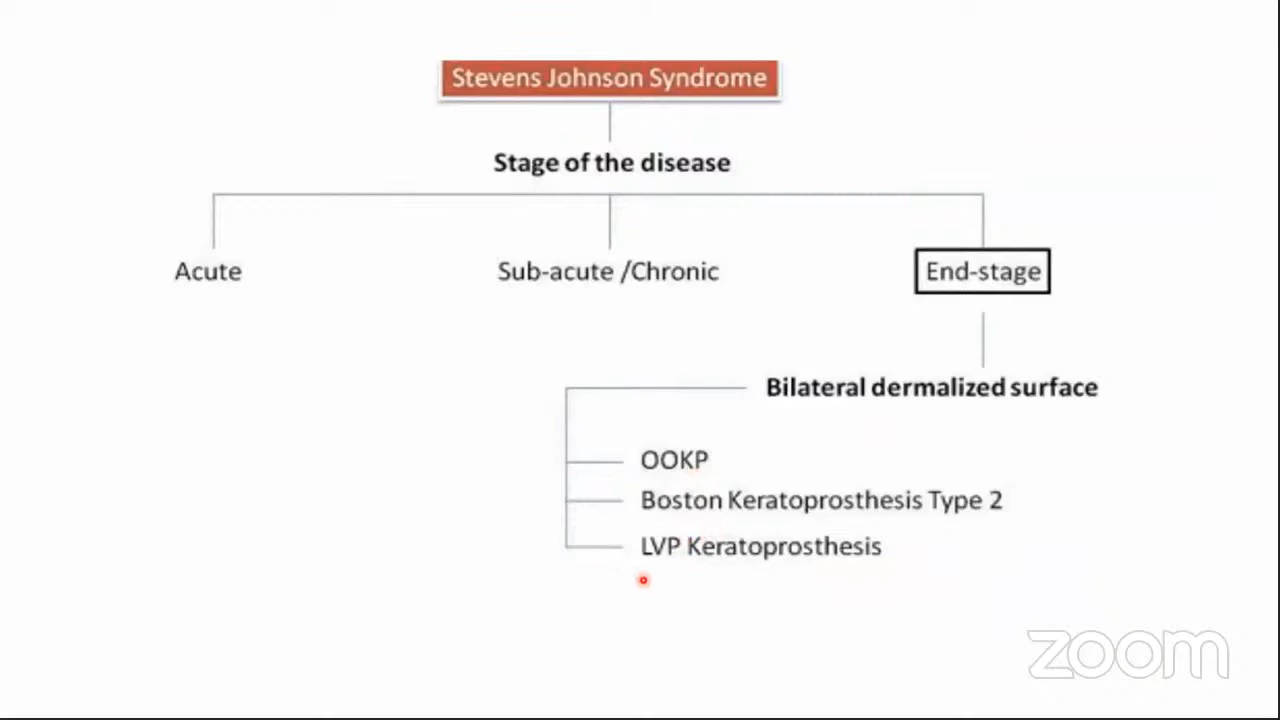 Stevens Johnson Syndrome
Stage of the disease
Acute
Sub-acute /Chronic
End-stage
Bilateral dermalized surface
OOKP
Boston Keratoprosthesis Type 2
LVP Keratoprosthesis
zoom